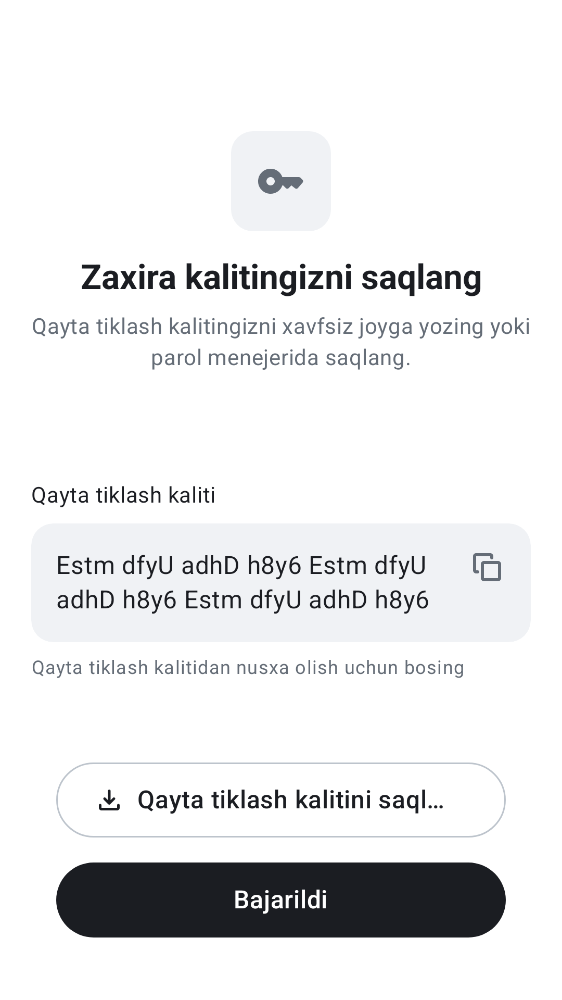 Zaxira kalitingizni saqlang
Qayta tiklash kalitingizni xavfsiz joyga yozing yoki
parol menejerida saqlang.
Qayta tiklash kaliti
Estm dfyU adhD h8y6 Estm dfyU
adhD h8y6 Estm dfyU adhD h8y6
Qayta tiklash kalitidan nusxa olish uchun bosing
Qayta tiklash kalitini saql…
Bajarildi